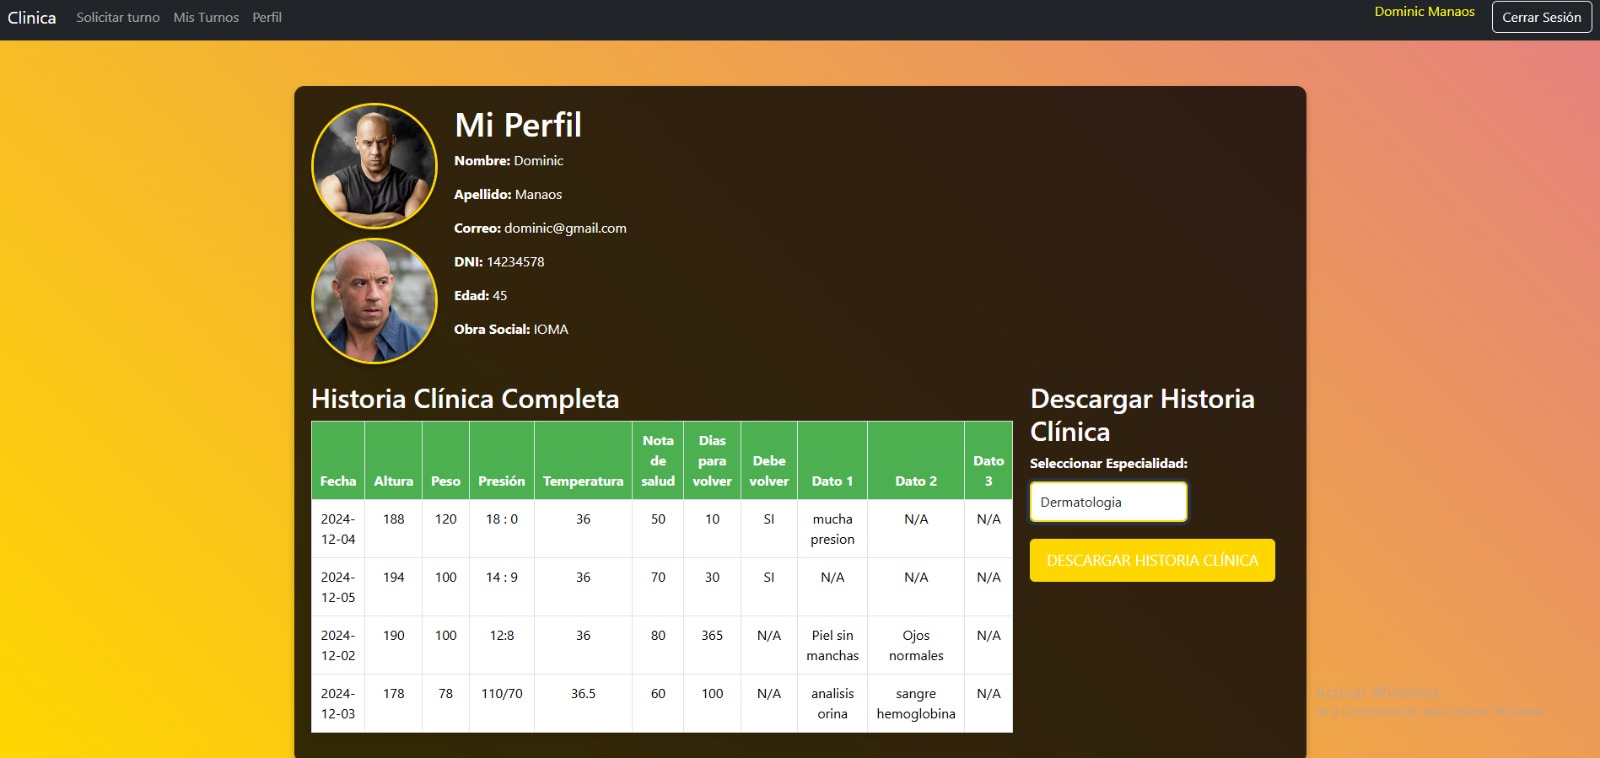 Clinica Solicitar turno Mis Turnos Perfil Dominic Manaos Cerrar Sesión
Mi Perfil
Nombre: Dominic
Apellido: Manaos
Correo: dominic@gmail.com
DNI: 14234578
Edad: 45
Obra Social: IOMA
Historia Clínica Completa
Fecha Altura Peso Presión Temperatura Nota de salud Dias para volver Debe volver Dato 1 Dato 2 Dato 3
2024-12-04 188 120 18 : 0 36 50 10 SI mucha presion N/A N/A
2024-12-05 194 100 14 : 9 36 70 30 SI N/A N/A N/A
2024-12-02 190 100 12:8 36 80 365 N/A Piel sin manchas Ojos normales N/A
2024-12-03 178 78 110/70 36.5 60 100 N/A analisis orina sangre hemoglobina N/A
Descargar Historia
Clínica
Seleccionar Especialidad:
Dermatologia
DESCARGAR HISTORIA CLÍNICA
Activar Windows
Ve a Configuración para activar Windows.